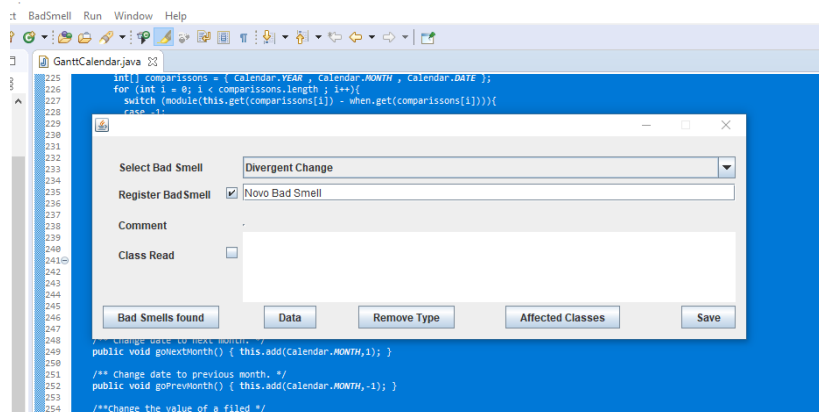 ct BadSmell Run Window Help
GanttCalendar.java
225 int[] comparissons = { Calendar.YEAR , Calendar.MONTH , Calendar.DATE };
226 for (int i = 0; i < comparissons.length ; i++){
227 switch (module(this.get(comparissons[i]) - when.get(comparissons[i]))){
228 case -1:
229
230
231
232
233
234
235
236
237
238
239
240
241
242
243
244
245
246
247
Select Bad Smell Divergent Change
Register BadSmell Novo Bad Smell
Comment .
Class Read
Bad Smells found Data Remove Type Affected Classes Save
248 /** Change date to next month. */
249 public void goNextMonth() { this.add(Calendar.MONTH,1); }
250
251 /** Change date to previous month. */
252 public void goPrevMonth() { this.add(Calendar.MONTH,-1); }
253
254 /**Change the value of a filed */